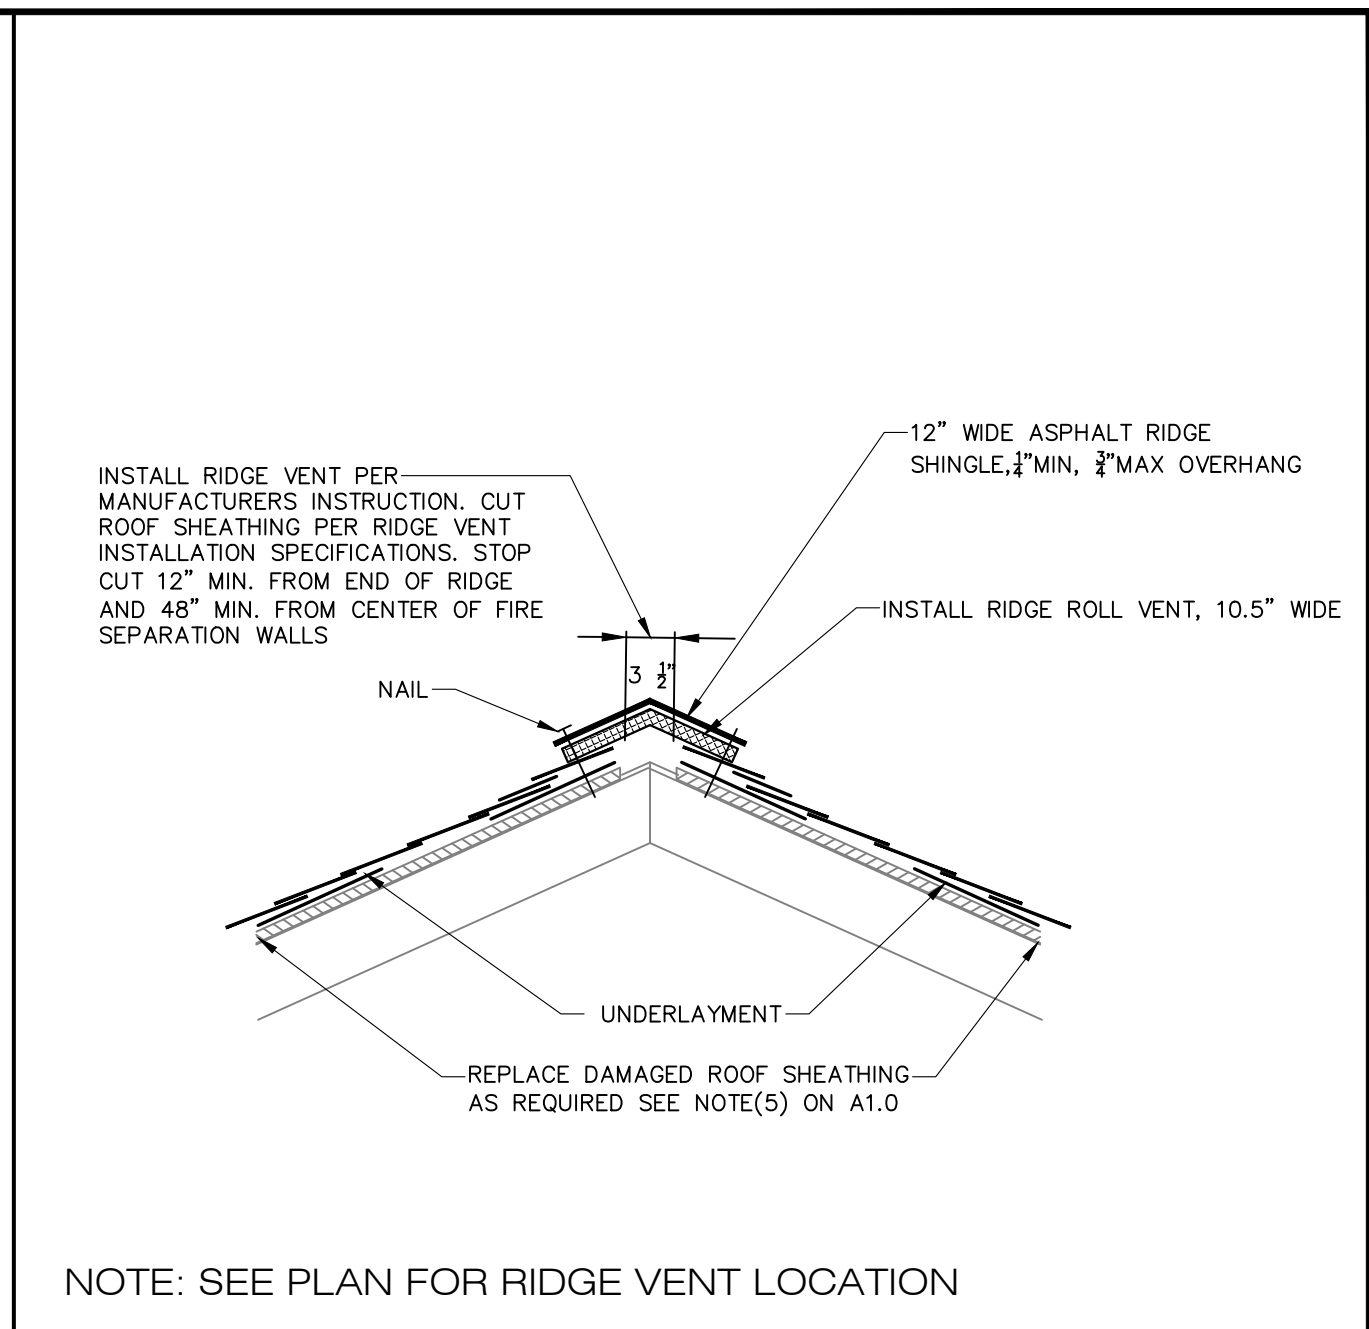 12" WIDE ASPHALT RIDGE
SHINGLE,1/4"MIN, 3/4"MAX OVERHANG
INSTALL RIDGE VENT PER
MANUFACTURERS INSTRUCTION. CUT
ROOF SHEATHING PER RIDGE VENT
INSTALLATION SPECIFICATIONS. STOP
CUT 12" MIN. FROM END OF RIDGE
AND 48" MIN. FROM CENTER OF FIRE
SEPARATION WALLS
INSTALL RIDGE ROLL VENT, 10.5" WIDE
3 1/2"
NAIL
UNDERLAYMENT
REPLACE DAMAGED ROOF SHEATHING
AS REQUIRED SEE NOTE(5) ON A1.0
NOTE: SEE PLAN FOR RIDGE VENT LOCATION